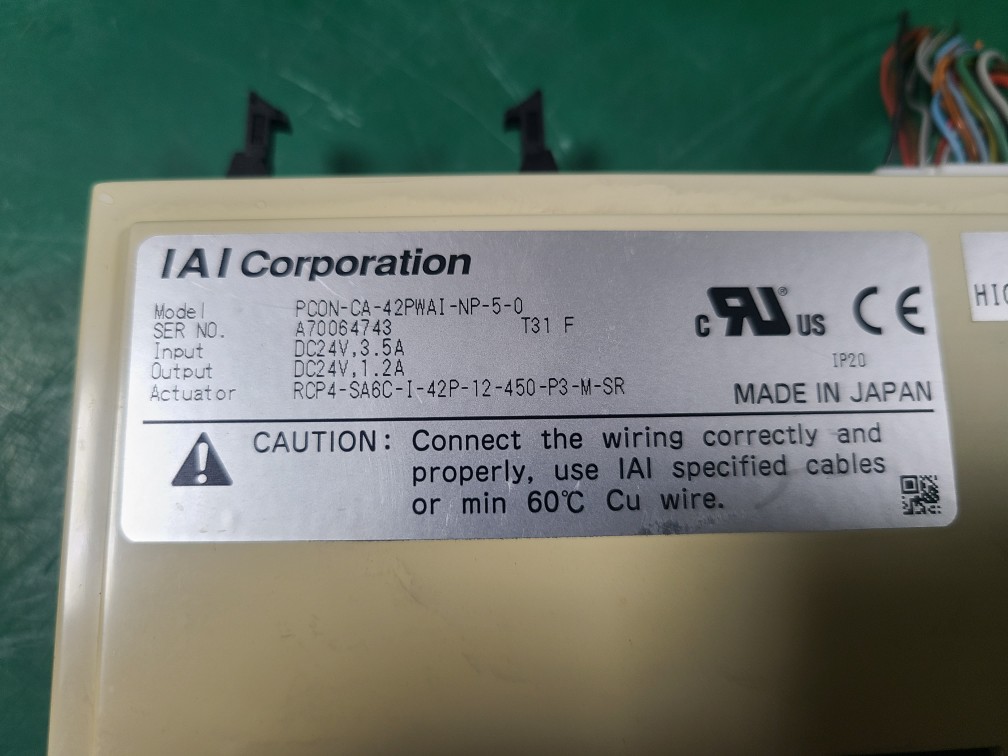 IAI Corporation
Model PCON-CA-42PWAI-NP-5-0
SER NO. A70064743 T31 F
Input DC24V,3.5A
Output DC24V,1.2A
Actuator RCP4-SA6C-I-42P-12-450-P3-M-SR
c RU ® US CE
IP20
MADE IN JAPAN
CAUTION: Connect the wiring correctly and
properly, use IAI specified cables
or min 60℃ Cu wire.